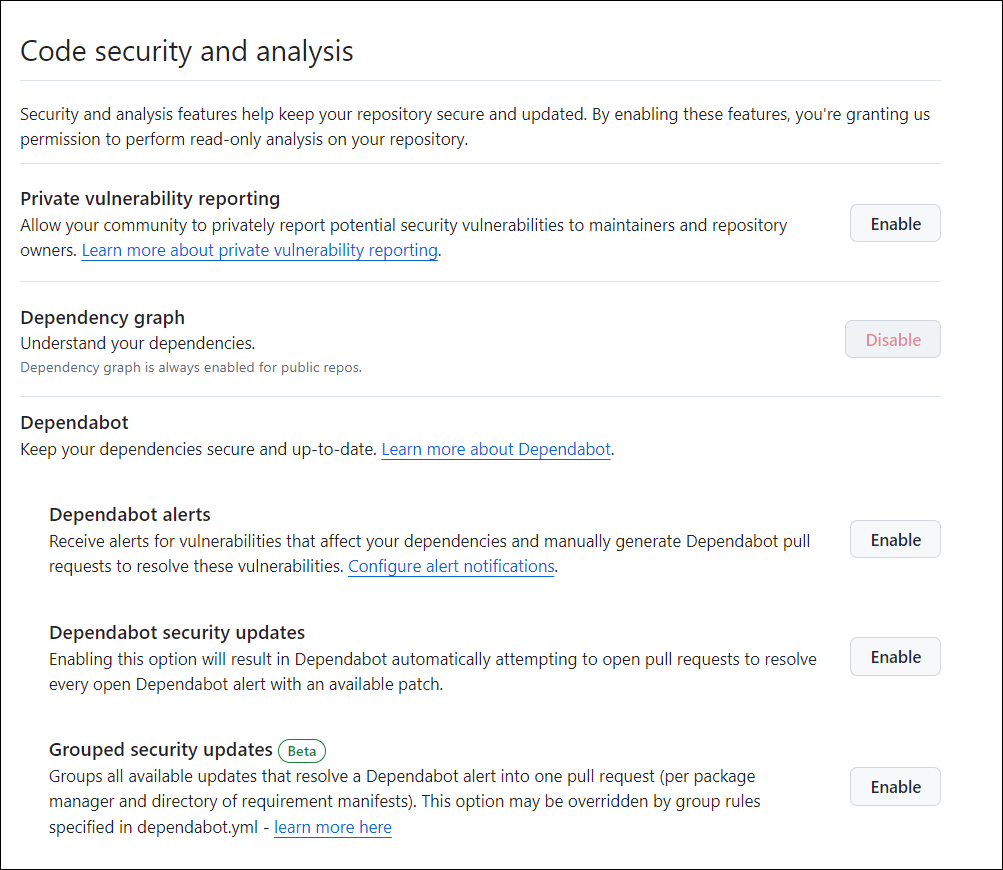 Code security and analysis
Security and analysis features help keep your repository secure and updated. By enabling these features, you're granting us
permission to perform read-only analysis on your repository.
Private vulnerability reporting
Allow your community to privately report potential security vulnerabilities to maintainers and repository
owners. Learn more about private vulnerability reporting.
Enable
Dependency graph
Understand your dependencies.
Dependency graph is always enabled for public repos.
Disable
Dependabot
Keep your dependencies secure and up-to-date. Learn more about Dependabot.
Dependabot alerts
Receive alerts for vulnerabilities that affect your dependencies and manually generate Dependabot pull
requests to resolve these vulnerabilities. Configure alert notifications.
Enable
Dependabot security updates
Enabling this option will result in Dependabot automatically attempting to open pull requests to resolve
every open Dependabot alert with an available patch.
Enable
Grouped security updates Beta
Groups all available updates that resolve a Dependabot alert into one pull request (per package
manager and directory of requirement manifests). This option may be overridden by group rules
specified in dependabot.yml - learn more here
Enable